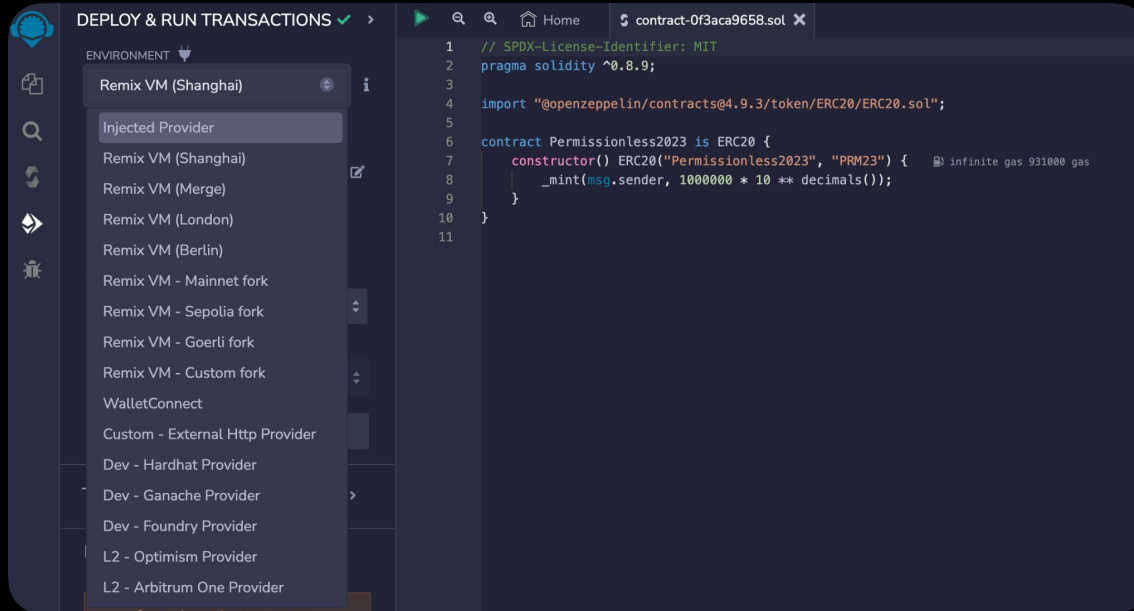 DEPLOY & RUN TRANSACTIONS
ENVIRONMENT
Remix VM (Shanghai)
Injected Provider
Remix VM (Shanghai)
Remix VM (Merge)
Remix VM (London)
Remix VM (Berlin)
Remix VM - Mainnet fork
Remix VM - Sepolia fork
Remix VM - Goerli fork
Remix VM - Custom fork
WalletConnect
Custom - External Http Provider
Dev - Hardhat Provider
Dev - Ganache Provider
Dev - Foundry Provider
L2 - Optimism Provider
L2 - Arbitrum One Provider
Home
contract-0f3aca9658.sol
1 // SPDX-License-Identifier: MIT
2 pragma solidity ^0.8.9;
3
4 import "@openzeppelin/contracts@4.9.3/token/ERC20/ERC20.sol";
5
6 contract Permissionless2023 is ERC20 {
7 constructor() ERC20("Permissionless2023", "PRM23") { infinite gas 931000 gas
8 _mint(msg.sender, 1000000 * 10 ** decimals());
9 }
10 }
11